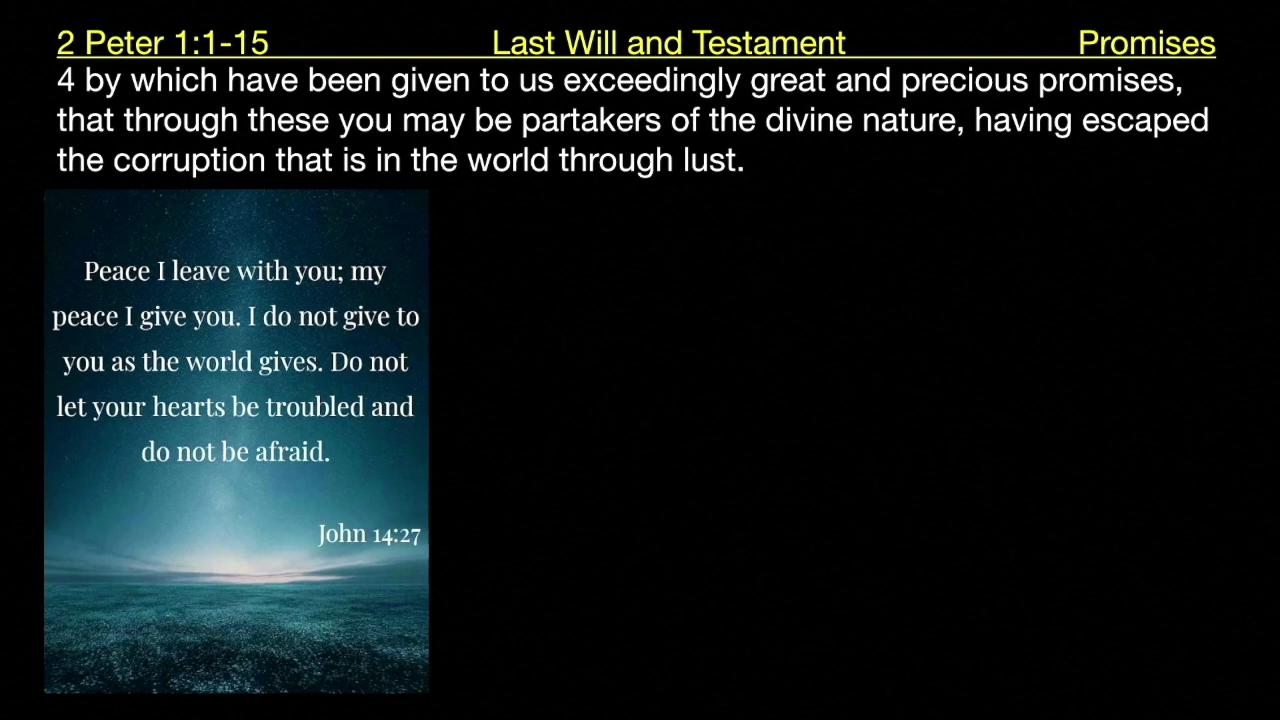 2 Peter 1:1-15 Last Will and Testament Promises
4 by which have been given to us exceedingly great and precious promises,
that through these you may be partakers of the divine nature, having escaped
the corruption that is in the world through lust.
Peace I leave with you; my
peace I give you. I do not give to
you as the world gives. Do not
let your hearts be troubled and
do not be afraid.
John 14:27